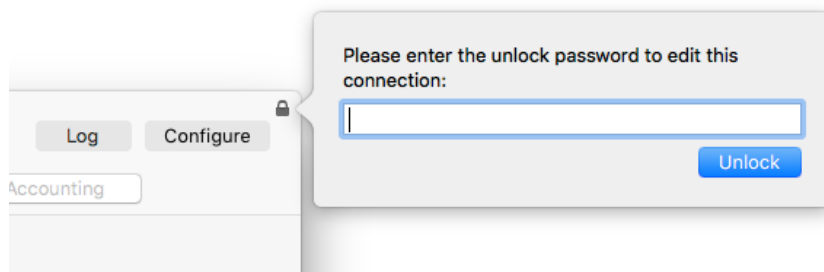 Please enter the unlock password to edit this
connection:
Log
Configure
Unlock
Accounting